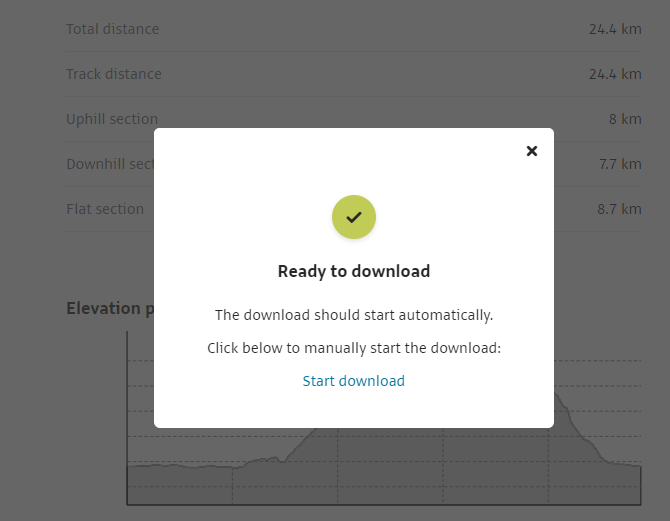 Total distance 24.4 km
Track distance 24.4 km
Uphill section 8 km
Downhill sect 7.7 km
Flat section 8.7 km
Ready to download
Elevation p
The download should start automatically.
Click below to manually start the download:
Start download